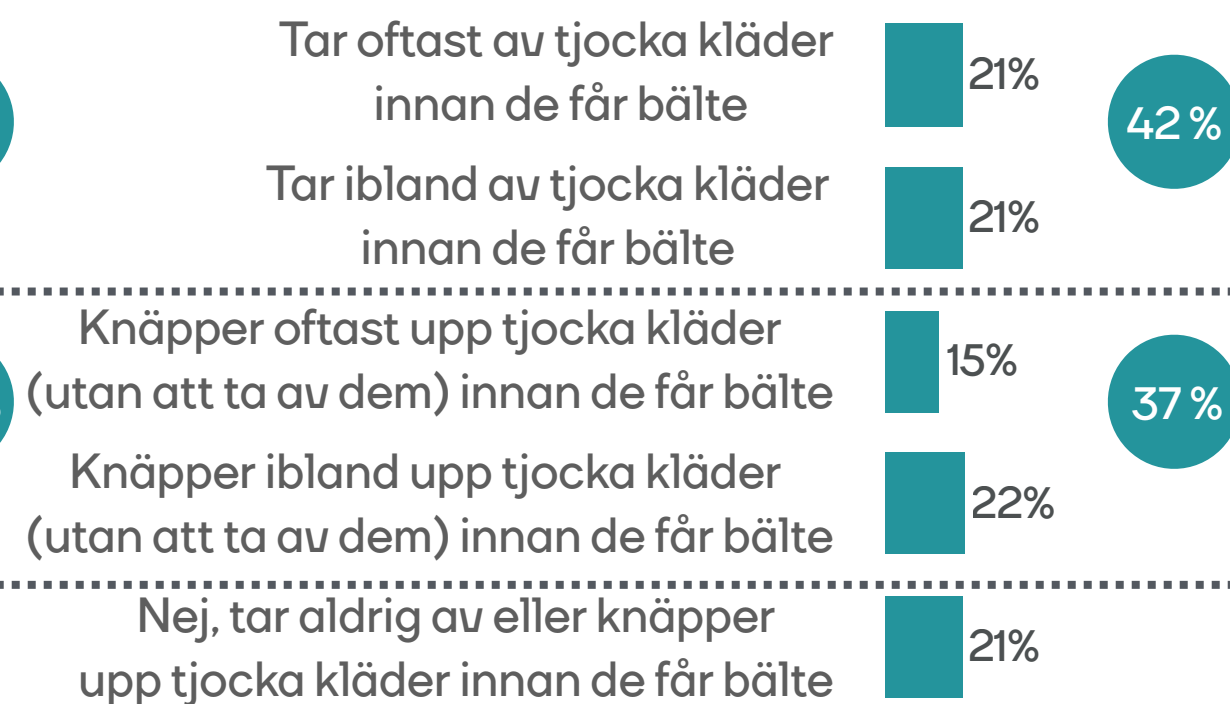 Tar oftast av tjocka kläder
innan de får bälte
21%
42 %
Tar ibland av tjocka kläder
innan de får bälte
21%
Knäpper oftast upp tjocka kläder
(utan att ta av dem) innan de får bälte
15%
37 %
Knäpper ibland upp tjocka kläder
(utan att ta av dem) innan de får bälte
22%
Nej, tar aldrig av eller knäpper
upp tjocka kläder innan de får bälte
21%